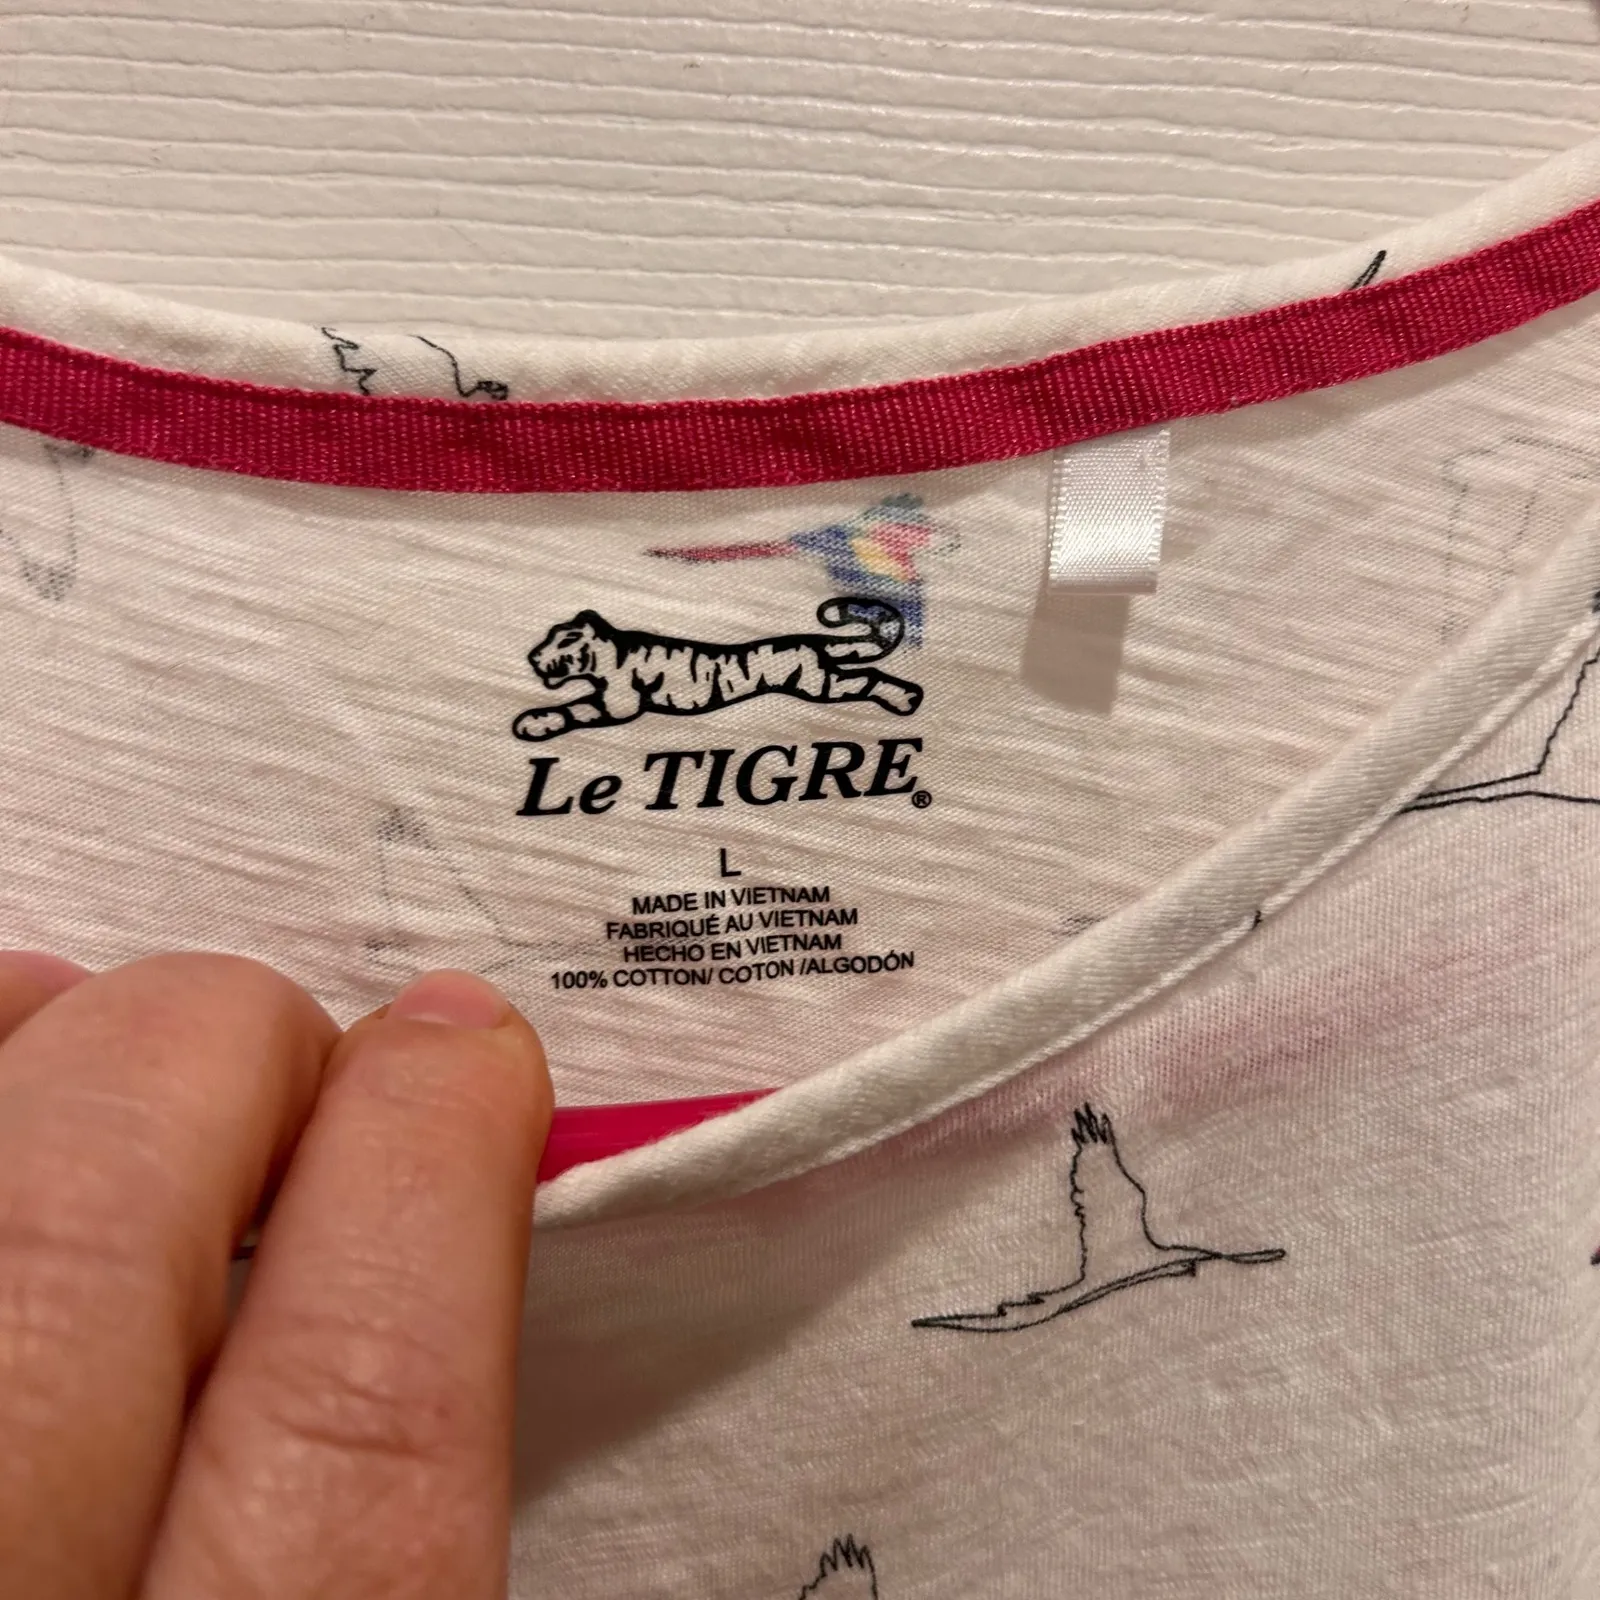 Le TIGRE®
L
MADE IN VIETNAM
FABRIQUÉ AU VIETNAM
HECHO EN VIETNAM
100% COTTON/ COTON /ALGODÓN